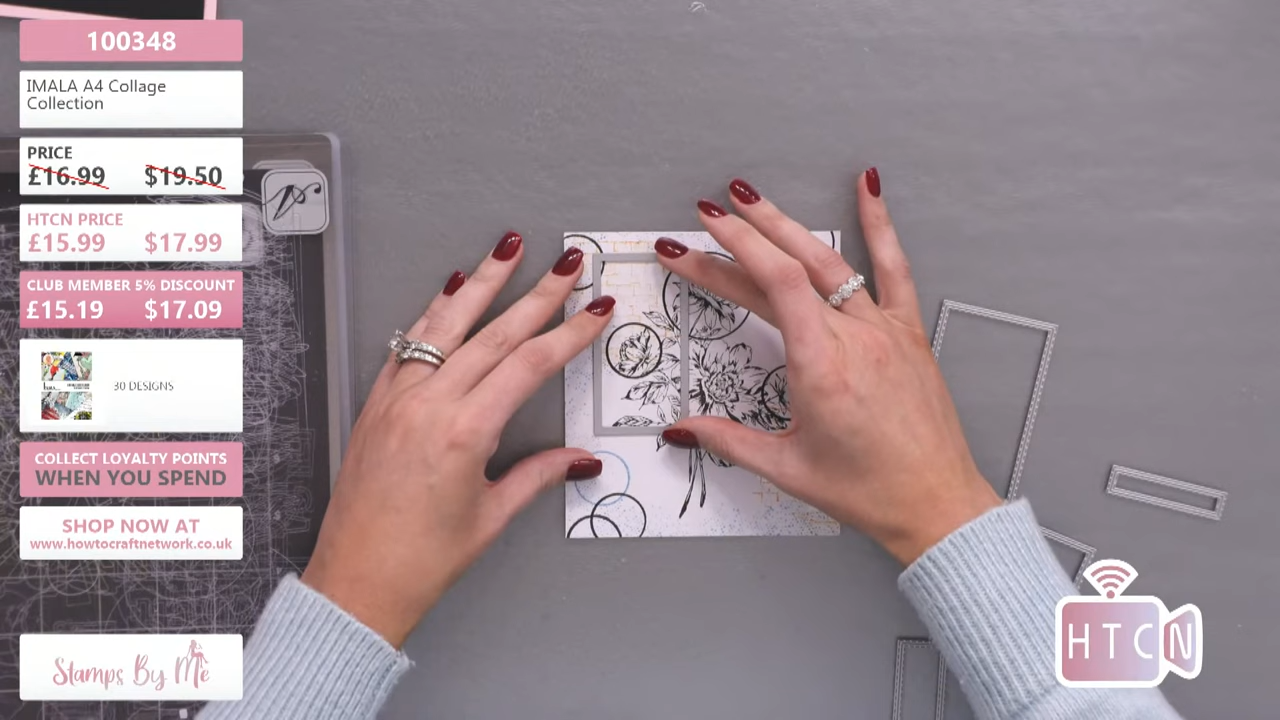 100348
IMALA A4 Collage
Collection
PRICE
£16.99 $19.50
HTCN PRICE
£15.99 $17.99
CLUB MEMBER 5% DISCOUNT
£15.19 $17.09
30 DESIGNS
COLLECT LOYALTY POINTS
WHEN YOU SPEND
SHOP NOW AT
www.howtocraftnetwork.co.uk
Stamps By Me
HTCN